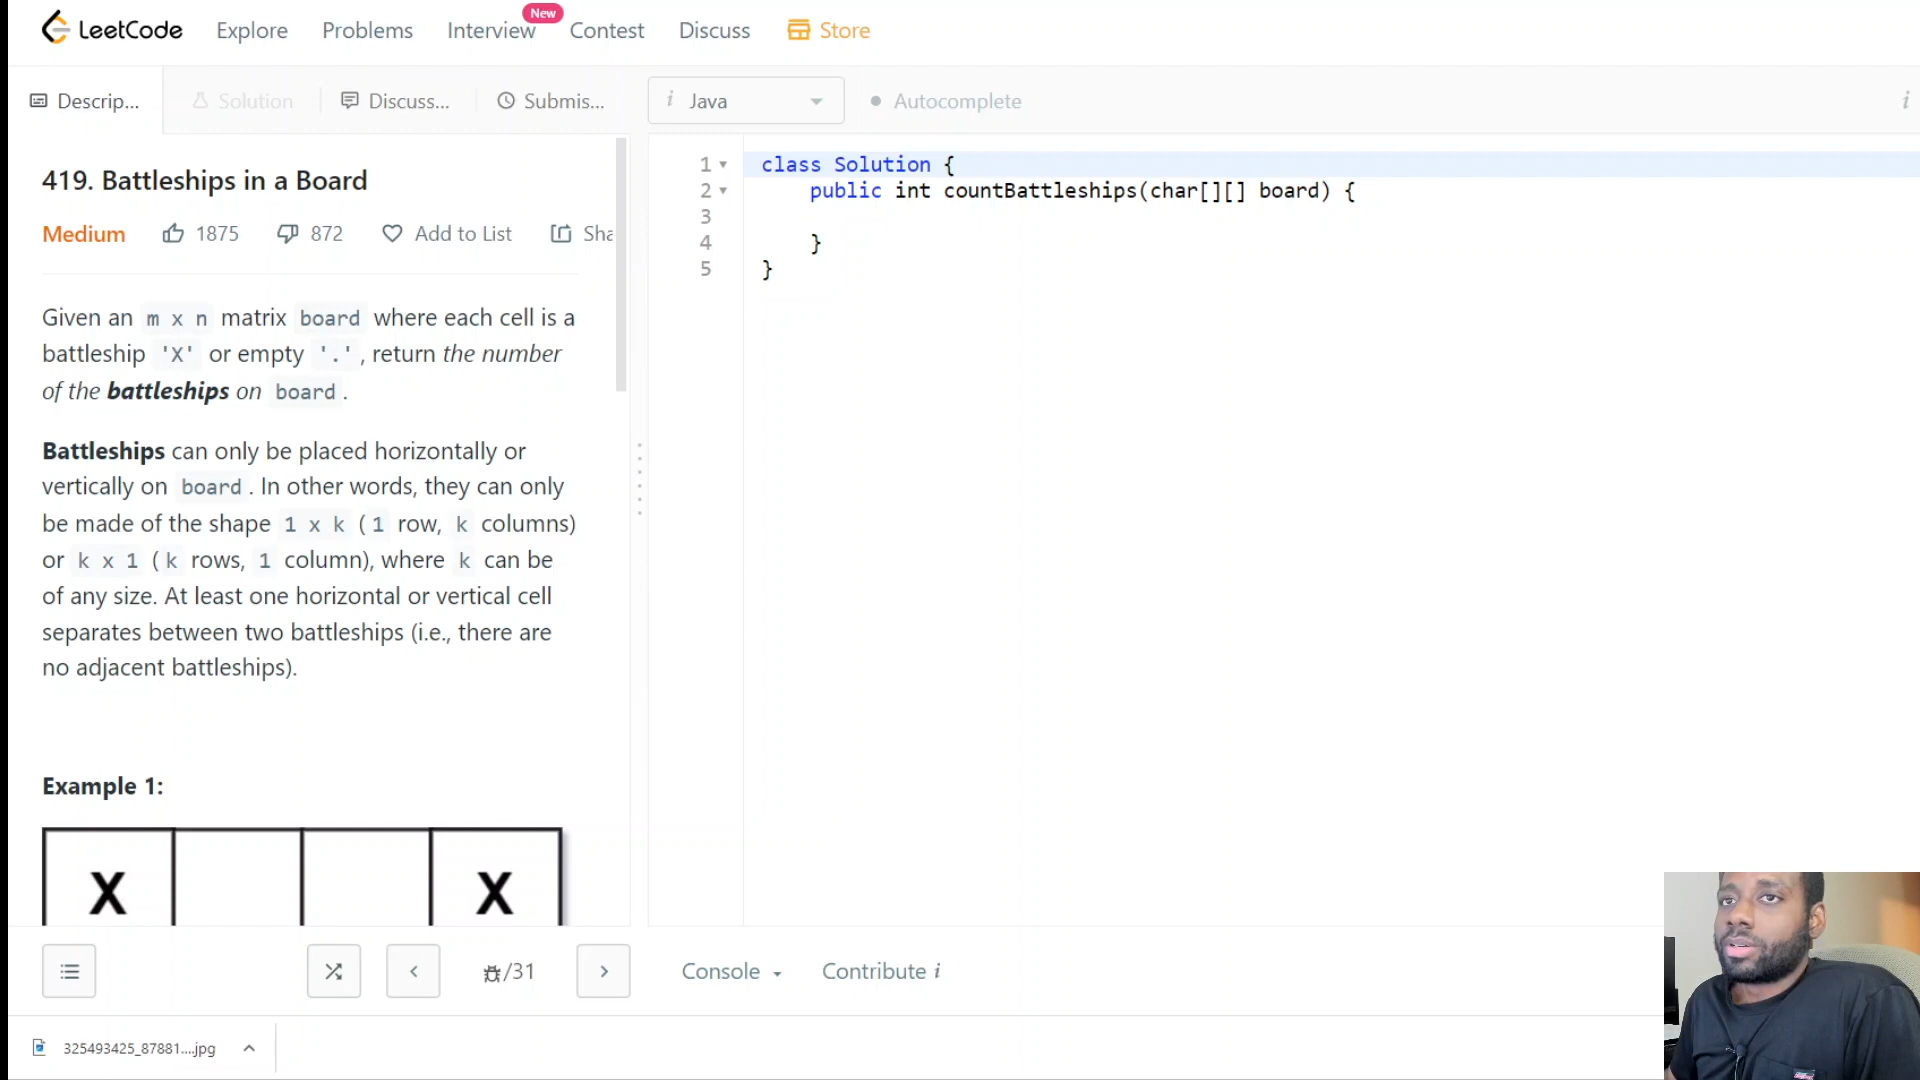 LeetCode
Explore
Problems
Interview
New
Contest
Discuss
Store
Descrip...
Solution
Discuss...
Submis...
i Java
Autocomplete
i
419. Battleships in a Board
Medium
1875
872
Add to List
Sha
Given an m x n matrix board where each cell is a
battleship 'X' or empty '.', return the number
of the battleships on board.
Battleships can only be placed horizontally or
vertically on board. In other words, they can only
be made of the shape 1 x k (1 row, k columns)
or k x 1 (k rows, 1 column), where k can be
of any size. At least one horizontal or vertical cell
separates between two battleships (i.e., there are
no adjacent battleships).
Example 1:
X X
1 class Solution {
2 public int countBattleships(char[][] board) {
3
4 }
5 }
/31
Console
Contribute i
325493425_87881....jpg